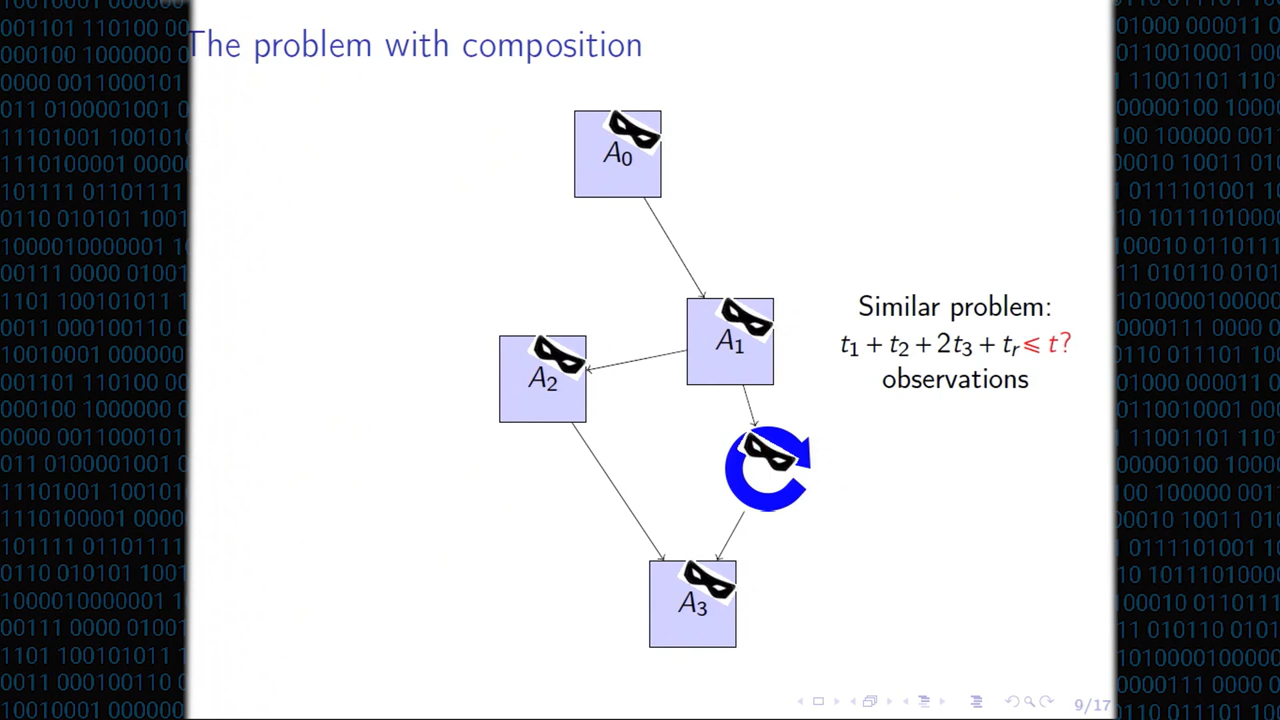 The problem with composition
A₀
A₁
A₂
Similar problem:
t₁ + t₂ + 2t₃ + tᵣ ⩽ t?
observations
A₃
9/17